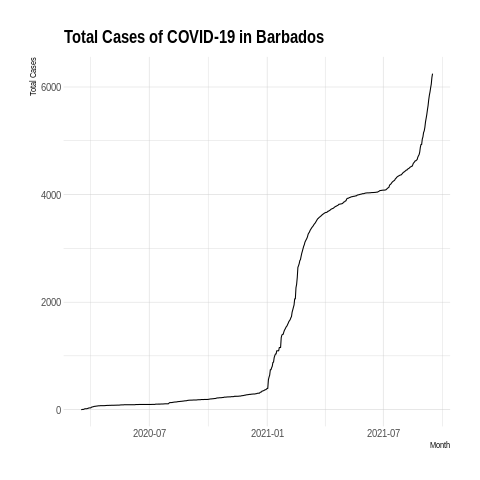 Total Cases of COVID-19 in Barbados
Total Cases
6000
4000
2000
0
2020-07
2021-01
2021-07
Month